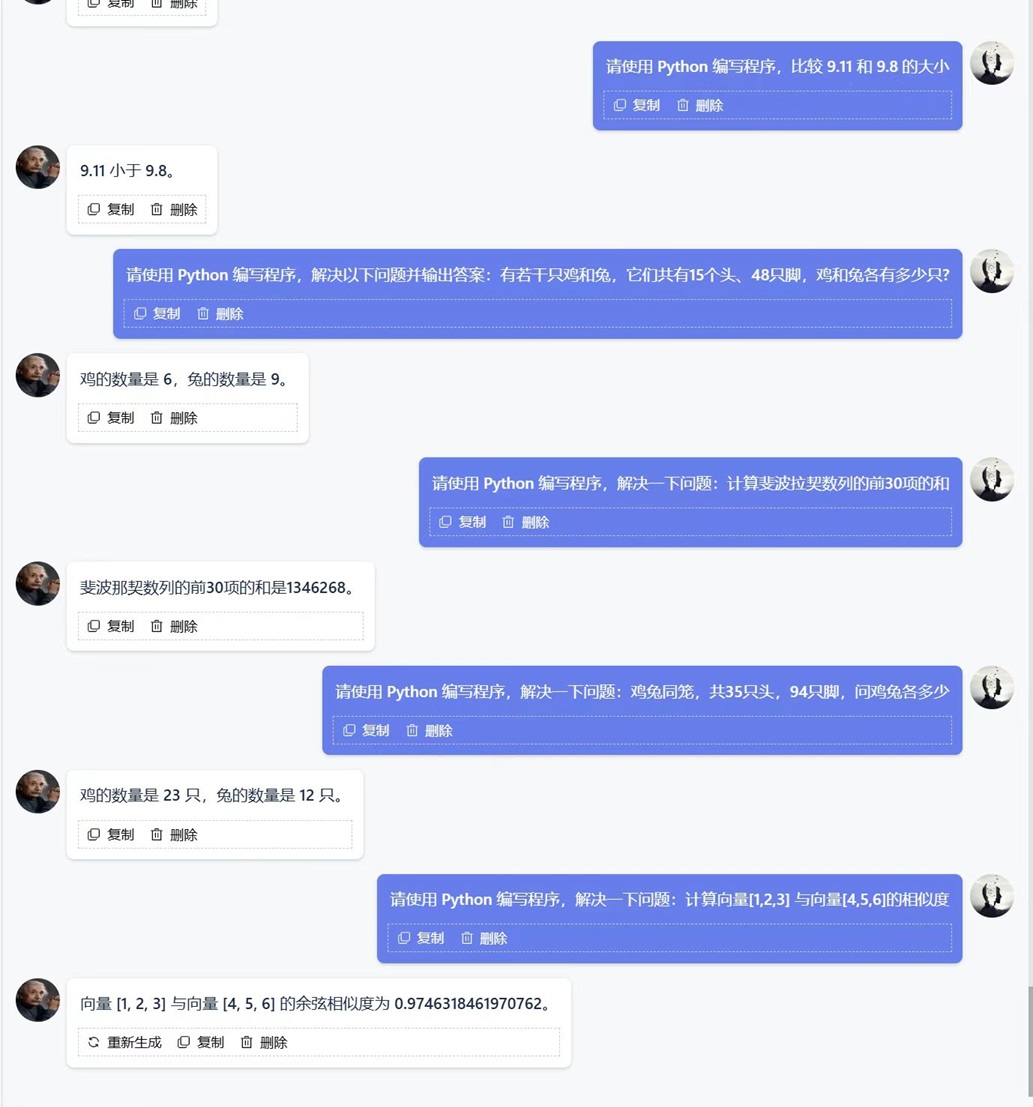 复制 删除
请使用 Python 编写程序，比较 9.11 和 9.8 的大小
复制 删除
9.11 小于 9.8。
复制 删除
请使用 Python 编写程序，解决以下问题并输出答案：有若干只鸡和兔，它们共有15个头、48只脚，鸡和兔各有多少只?
复制 删除
鸡的数量是 6，兔的数量是 9。
复制 删除
请使用 Python 编写程序，解决一下问题：计算斐波拉契数列的前30项的和
复制 删除
斐波那契数列的前30项的和是1346268。
复制 删除
请使用 Python 编写程序，解决一下问题：鸡兔同笼，共35只头，94只脚，问鸡兔各多少
复制 删除
鸡的数量是 23 只，兔的数量是 12 只。
复制 删除
请使用 Python 编写程序，解决一下问题：计算向量[1,2,3] 与向量[4,5,6]的相似度
复制 删除
向量 [1, 2, 3] 与向量 [4, 5, 6] 的余弦相似度为 0.9746318461970762。
重新生成 复制 删除